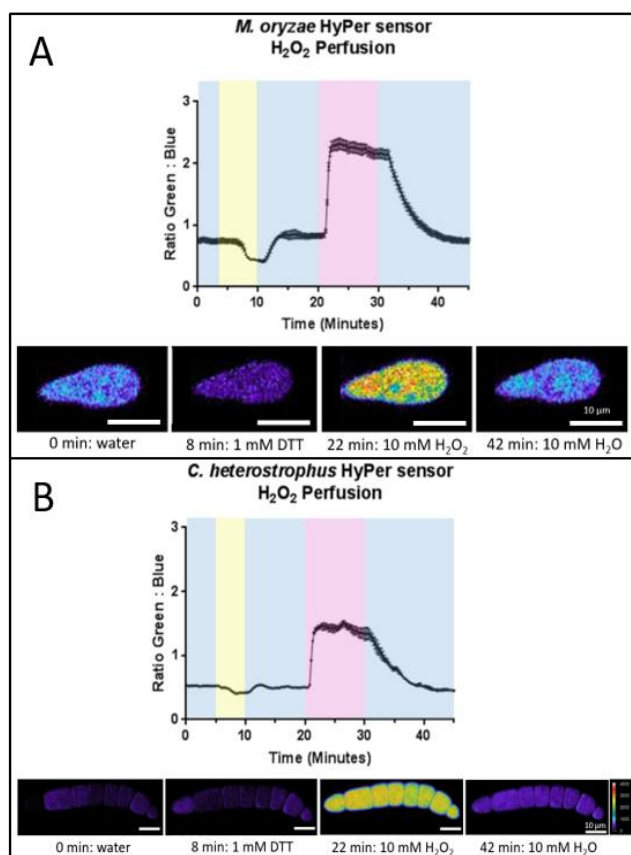 A
M. oryzae HyPer sensor
H₂O₂ Perfusion
Ratio Green : Blue
3
2
1
0
0 10 20 30 40
Time (Minutes)
10 µm
0 min: water 8 min: 1 mM DTT 22 min: 10 mM H₂O₂ 42 min: 10 mM H₂O
B
C. heterostrophus HyPer sensor
H₂O₂ Perfusion
Ratio Green : Blue
3
2
1
0
0 10 20 30 40
Time (Minutes)
10 µm
0 min: water 8 min: 1 mM DTT 22 min: 10 mM H₂O₂ 42 min: 10 mM H₂O